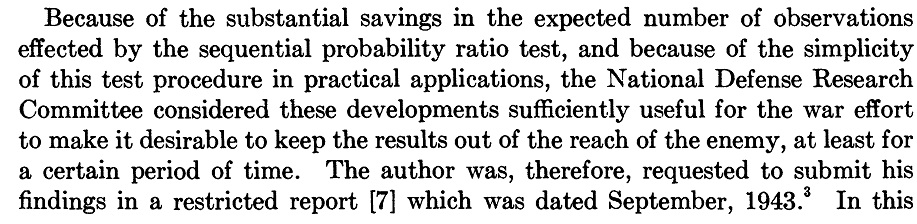 Because of the substantial savings in the expected number of observations
effected by the sequential probability ratio test, and because of the simplicity
of this test procedure in practical applications, the National Defense Research
Committee considered these developments sufficiently useful for the war effort
to make it desirable to keep the results out of the reach of the enemy, at least for
a certain period of time. The author was, therefore, requested to submit his
findings in a restricted report [7] which was dated September, 1943.³ In this